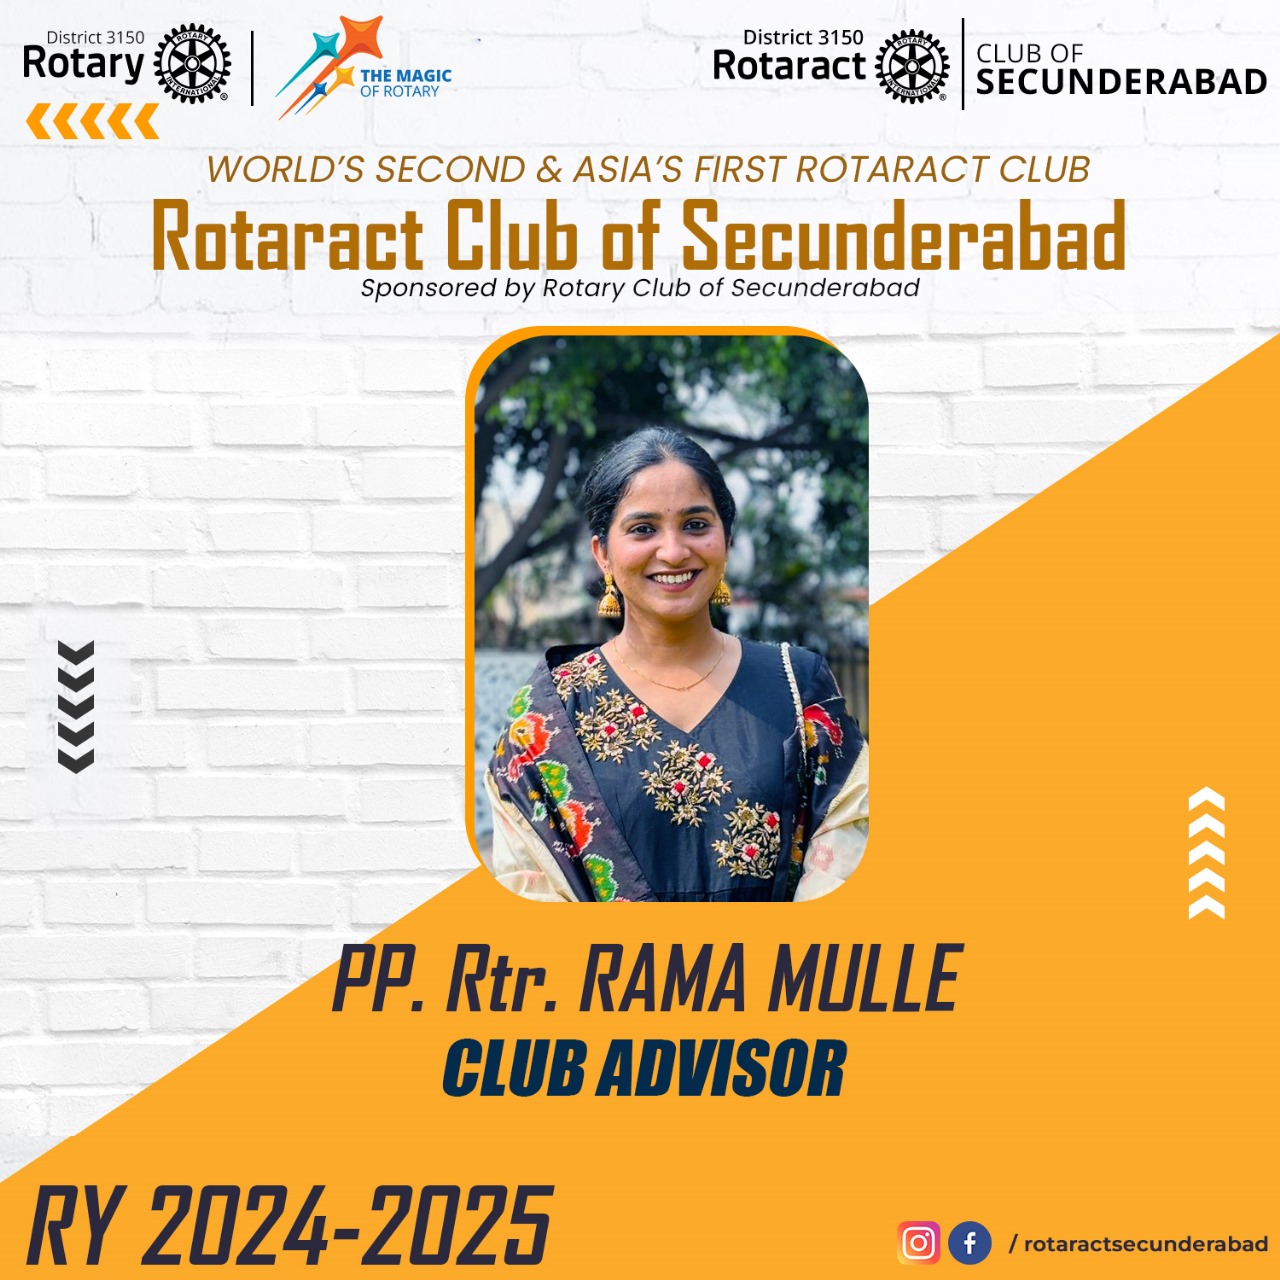 District 3150
Rotary
ROTARY
INTERNATIONAL
THE MAGIC
OF ROTARY
District 3150
Rotaract
ROTARY
INTERNATIONAL
CLUB OF
SECUNDERABAD
WORLD'S SECOND & ASIA'S FIRST ROTARACT CLUB
Rotaract Club of Secunderabad
Sponsored by Rotary Club of Secunderabad
PP. Rtr. RAMA MULLE
CLUB ADVISOR
RY 2024-2025
/ rotaractsecunderabad